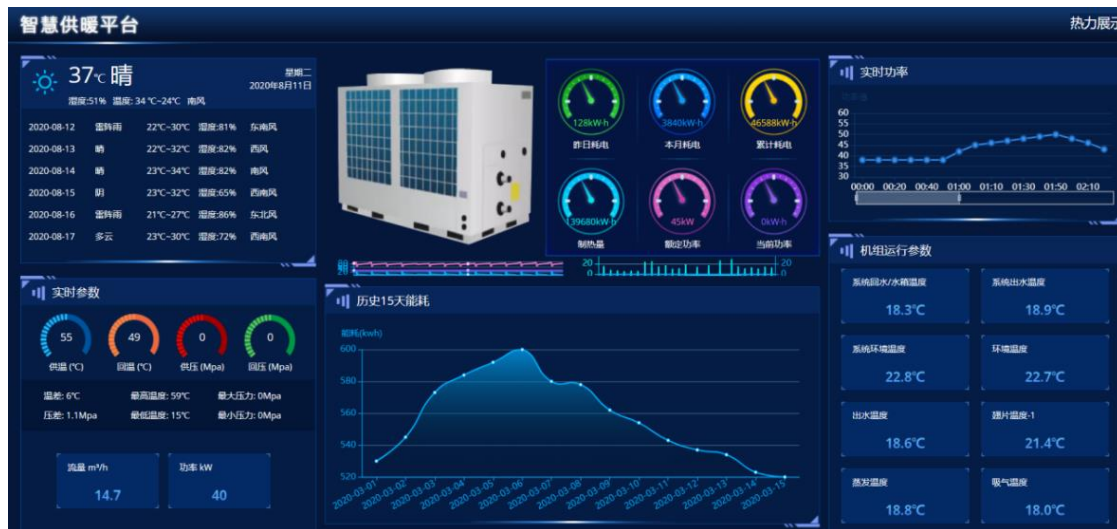 智慧供暖平台
热力展示
37℃ 晴
星期二
2020年8月11日
湿度:51% 温度: 34 ℃~24℃ 南风
2020-08-12 雷阵雨 22℃~30℃ 湿度:81% 东南风
2020-08-13 晴 22℃~32℃ 湿度:82% 西风
2020-08-14 晴 23℃~34℃ 湿度:82% 南风
2020-08-15 阴 23℃~32℃ 湿度:65% 西南风
2020-08-16 雷阵雨 21℃~27℃ 湿度:86% 东北风
2020-08-17 多云 23℃~30℃ 湿度:72% 西南风
实时参数
55 49 0 0
供温 (℃) 回温 (℃) 供压 (Mpa) 回压 (Mpa)
温差: 6℃ 最高温度: 59℃ 最大压力: 0Mpa
压差: 1.1Mpa 最低温度: 15℃ 最小压力: 0Mpa
流量 m³/h 功率 kW
14.7 40
128kW·h 3840kW·h 46588kW·h
昨日耗电 本月耗电 累计耗电
139680kW·h 45kW 0kW·h
制热量 额定功率 当前功率
20 20
0 0
历史15天能耗
能耗(kwh)
600
580
560
540
520
2020-03-01 2020-03-02 2020-03-03 2020-03-04 2020-03-05 2020-03-06 2020-03-07 2020-03-08 2020-03-09 2020-03-10 2020-03-11 2020-03-12 2020-03-13 2020-03-14 2020-03-15
实时功率
60
55
50
45
40
35
30
00:00 00:20 00:40 01:00 01:10 01:30 01:50 02:10
机组运行参数
系统回水/水箱温度 系统出水温度
18.3℃ 18.9℃
系统环境温度 环境温度
22.8℃ 22.7℃
出水温度 翅片温度-1
18.6℃ 21.4℃
蒸发温度 吸气温度
18.8℃ 18.0℃